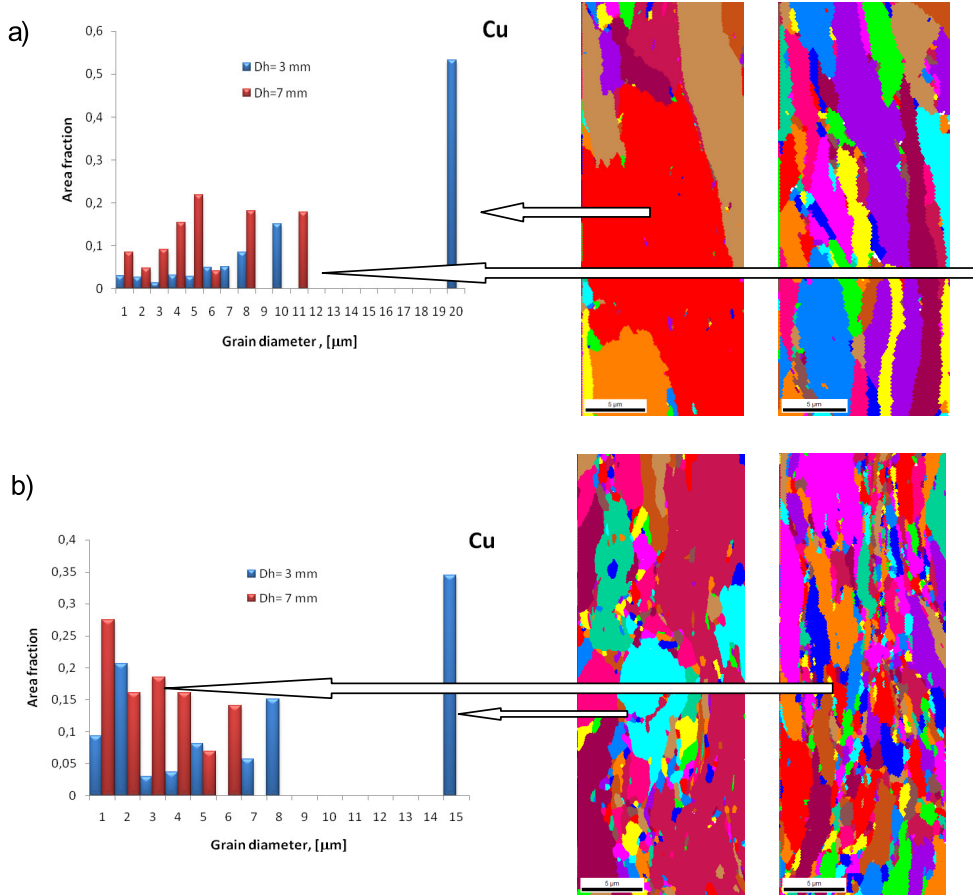 a)
Cu
0,6
0,5
0,4
0,3
0,2
0,1
0
Area fraction
Dh= 3 mm
Dh=7 mm
1 2 3 4 5 6 7 8 9 10 11 12 13 14 15 16 17 18 19 20
Grain diameter , [µm]
5 µm
5 µm
b)
Cu
0,4
0,35
0,3
0,25
0,2
0,15
0,1
0,05
0
Area fraction
Dh= 3 mm
Dh= 7 mm
1 2 3 4 5 6 7 8 9 10 11 12 13 14 15
Grain diameter, [µm]
5 µm
5 µm